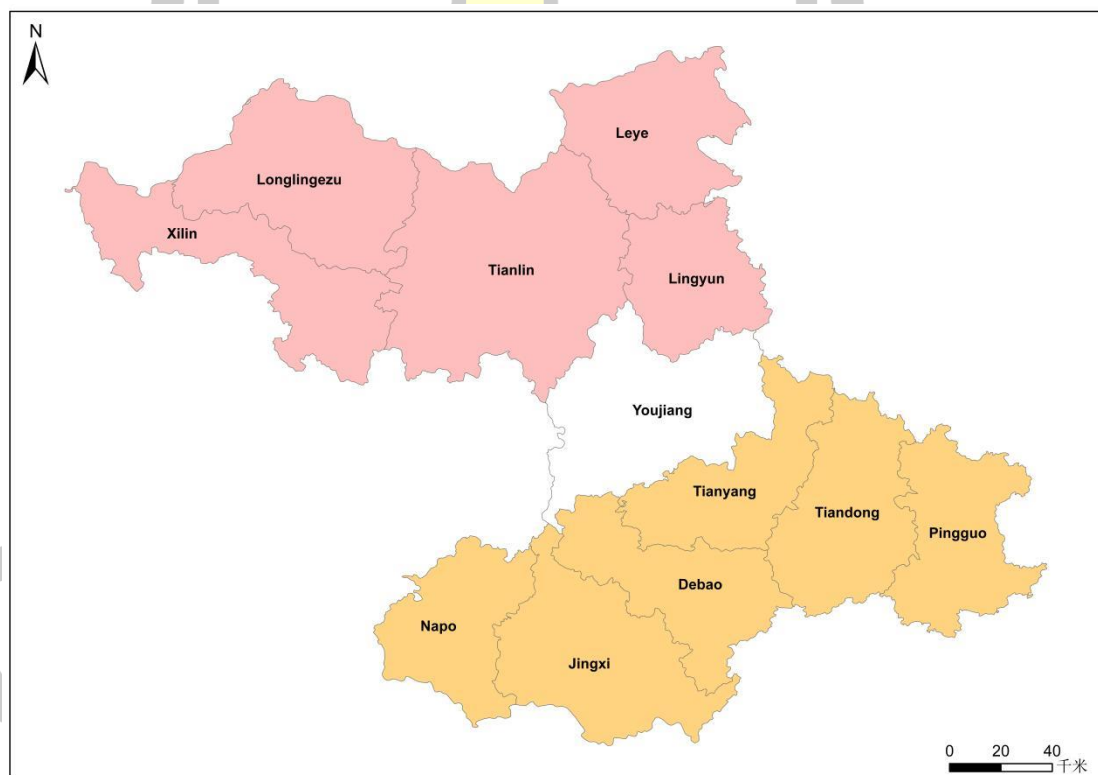 N
Leye
Longlingezu
Xilin
Tianlin
Lingyun
Youjiang
Tianyang
Tiandong
Pingguo
Debao
Napo
Jingxi
0 20 40
千米